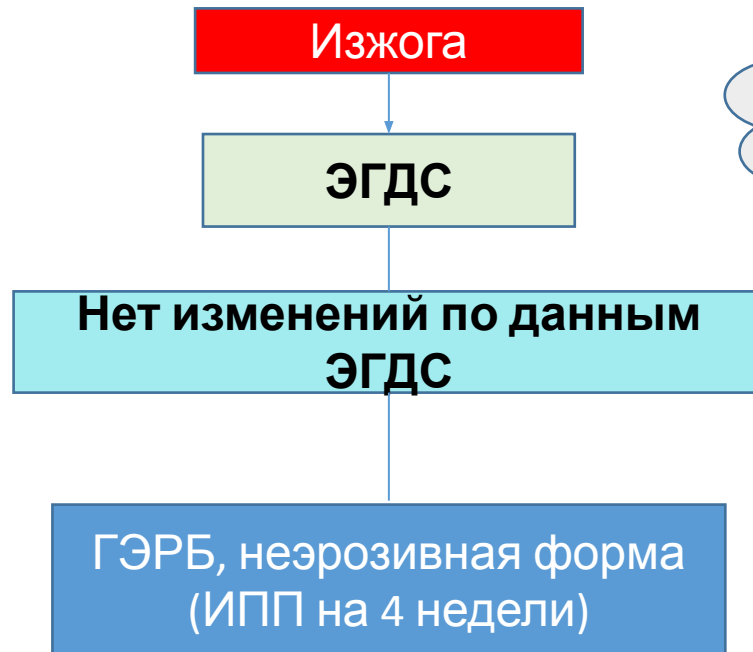 Изжога
ЭГДС
Нет изменений по данным
ЭГДС
ГЭРБ, неэрозивная форма
(ИПП на 4 недели)